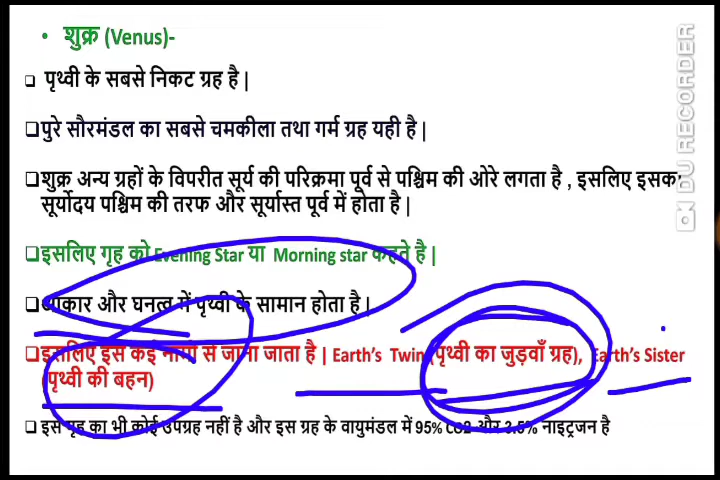 • शुक्र (Venus)-
पृथ्वी के सबसे निकट ग्रह है |
पुरे सौरमंडल का सबसे चमकीला तथा गर्म ग्रह यही है |
शुक्र अन्य ग्रहों के विपरीत सूर्य की परिक्रमा पूर्व से पश्चिम की ओरे लगता है , इसलिए इसक
सूर्योदय पश्चिम की तरफ और सूर्यास्त पूर्व में होता है |
इसलिए गृह को Evening Star या Morning star कहते है |
आकार और घनत्व में पृथ्वी के सामान होता है |
इसलिए इसे कई नामो से जाना जाता है | Earth's Twin (पृथ्वी का जुड़वाँ ग्रह), Earth's Sister
(पृथ्वी की बहन)
इस गृह का भी कोई उपग्रह नहीं है और इस ग्रह के वायुमंडल में 95% CO2 और 3.5% नाइट्रजन है
DU RECORDER